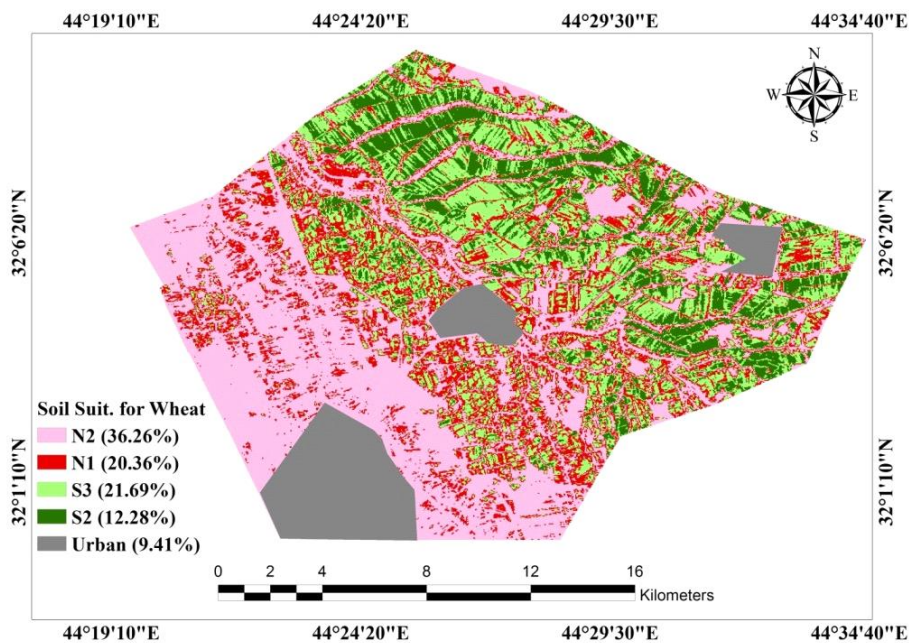 44°19'10"E 44°24'20"E 44°29'30"E 44°34'40"E
N
W E
S
32°6'20"N 32°6'20"N
Soil Suit. for Wheat
N2 (36.26%)
N1 (20.36%)
S3 (21.69%)
S2 (12.28%)
Urban (9.41%)
32°1'10"N 32°1'10"N
0 2 4 8 12 16
Kilometers
44°19'10"E 44°24'20"E 44°29'30"E 44°34'40"E